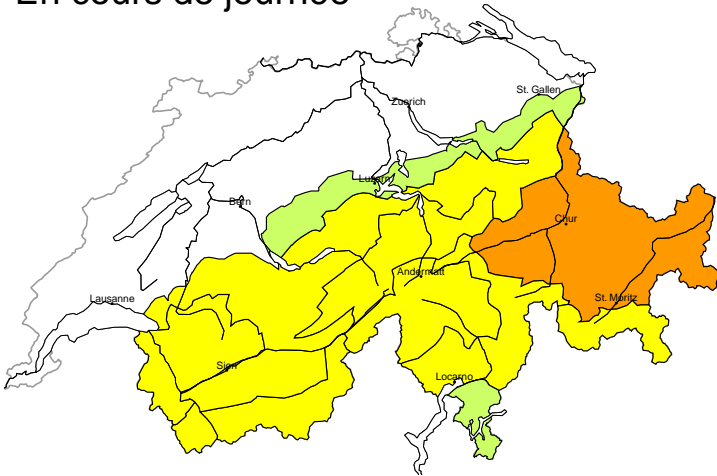 En cours de journée
St. Gallen
Zuerich
Luzern
Bern
Chur
Andermatt
Lausanne
St. Moritz
Sion
Locarno